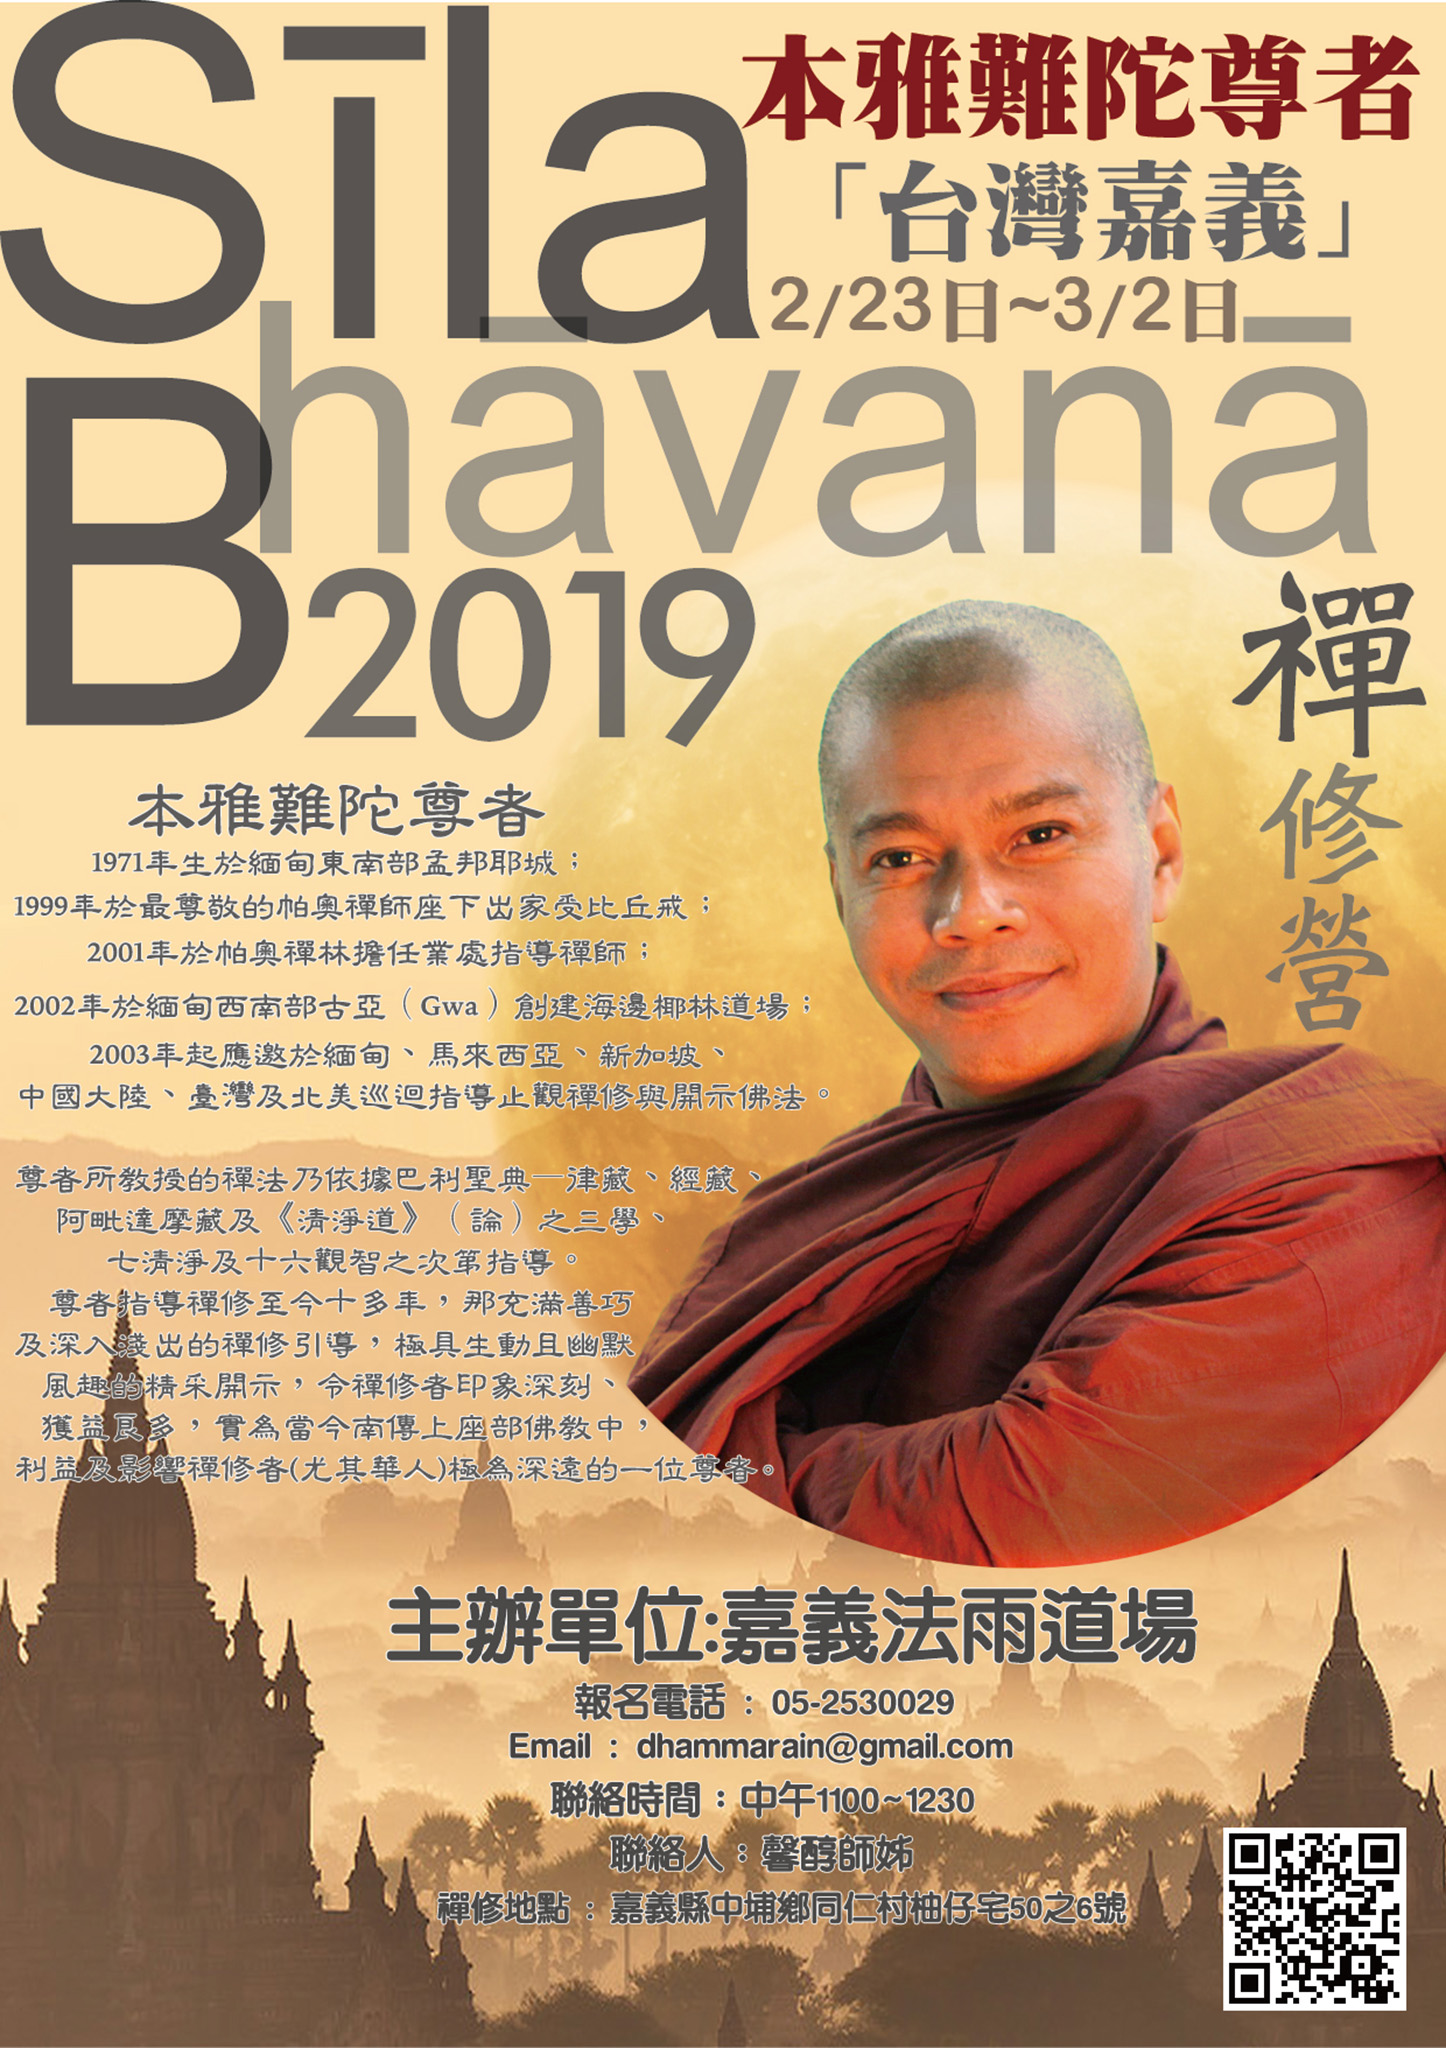 Sīla
本雅難陀尊者
「台灣嘉義」
2/23日~3/2日
Bhāvanā
2019
禪修營
本雅難陀尊者
1971年生於緬甸東南部孟邦耶城；
1999年於最尊敬的帕奧禪師座下出家受比丘戒；
2001年於帕奧禪林擔任業處指導禪師；
2002年於緬甸西南部古亞（Gwa）創建海邊椰林道場；
2003年起應邀於緬甸、馬來西亞、新加坡、
中國大陸、臺灣及北美巡迴指導止觀禪修與開示佛法。
尊者所教授的禪法乃依據巴利聖典—律藏、經藏、
阿毗達摩藏及《清淨道》（論）之三學、
七清淨及十六觀智之次第指導。
尊者指導禪修至今十多年，那充滿善巧
及深入淺出的禪修引導，極具生動且幽默
風趣的精采開示，令禪修者印象深刻、
獲益良多，實為當今南傳上座部佛教中，
利益及影響禪修者(尤其華人)極為深遠的一位尊者。
主辦單位:嘉義法雨道場
報名電話 : 05-2530029
Email : dhammarain@gmail.com
聯絡時間：中午1100~1230
聯絡人：馨醇師姊
禪修地點 : 嘉義縣中埔鄉同仁村柚仔宅50之6號